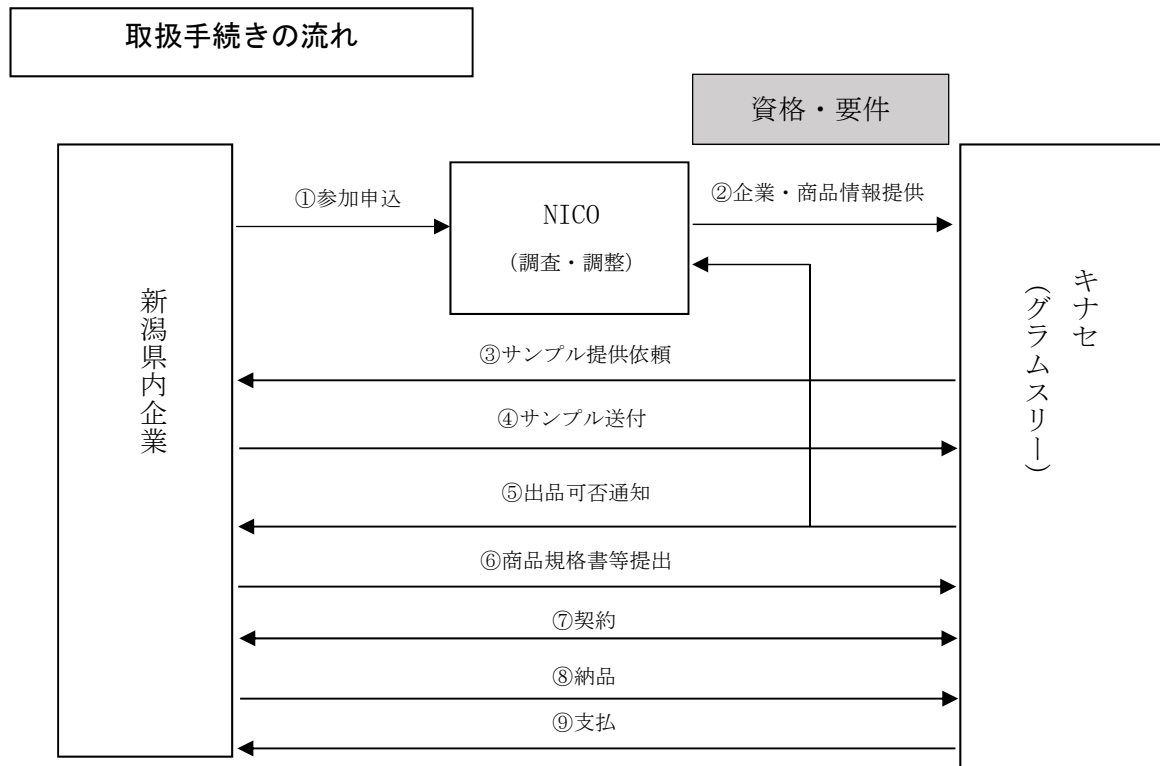 取扱手続きの流れ
資格・要件
①参加申込
NICO
(調査・調整)
②企業・商品情報提供
新潟県内企業
キナセ
(グラムスリー)
③サンプル提供依頼
④サンプル送付
⑤出品可否通知
⑥商品規格書等提出
⑦契約
⑧納品
⑨支払